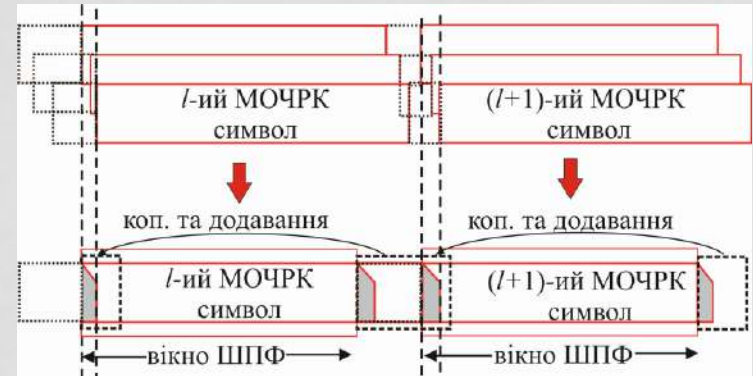 l-ий МОЧРК
символ
(l+1)-ий МОЧРК
символ
коп. та додавання
коп. та додавання
l-ий МОЧРК
символ
(l+1)-ий МОЧРК
символ
вікно ШПФ
вікно ШПФ